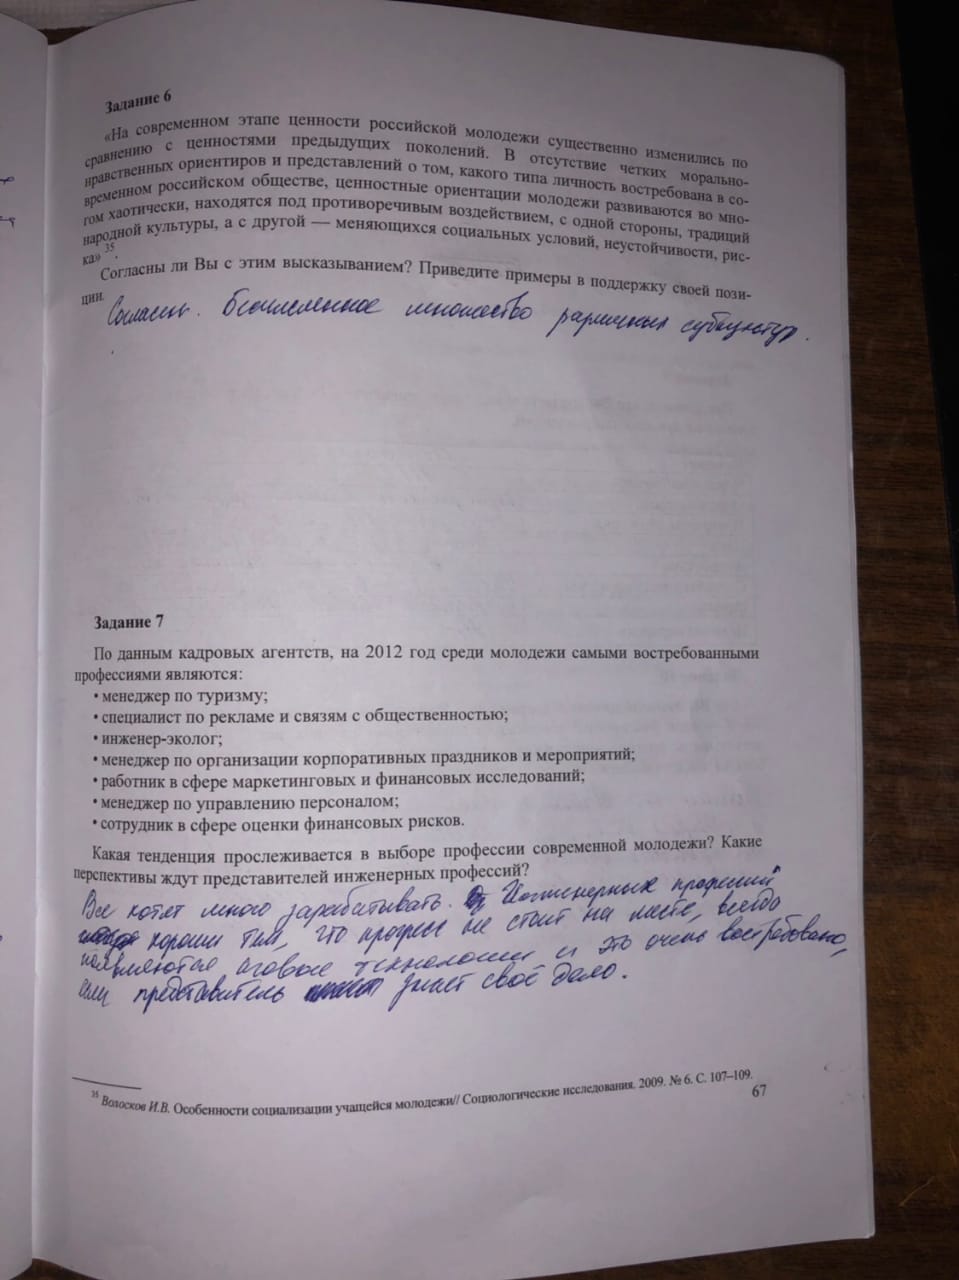 Задание 6
«На современном этапе ценности российской молодежи существенно изменились по
сравнению с ценностями предыдущих поколений. В отсутствие четких морально-
нравственных ориентиров и представлений о том, какого типа личность востребована в со-
временном российском обществе, ценностные ориентации молодежи развиваются во мно-
гом хаотически, находятся под противоречивым воздействием, с одной стороны, традиций
народной культуры, а с другой — меняющихся социальных условий, неустойчивости, рис-
ка» 35.
Согласны ли Вы с этим высказыванием? Приведите примеры в поддержку своей пози-
ции.
Согласен. Бесчисленное множество различных субкультур.
Задание 7
По данным кадровых агентств, на 2012 год среди молодежи самыми востребованными
профессиями являются:
• менеджер по туризму;
• специалист по рекламе и связям с общественностью;
• инженер-эколог;
• менеджер по организации корпоративных праздников и мероприятий;
• работник в сфере маркетинговых и финансовых исследований;
• менеджер по управлению персоналом;
• сотрудник в сфере оценки финансовых рисков.
Какая тенденция прослеживается в выборе профессии современной молодежи? Какие
перспективы ждут представителей инженерных профессий?
Все хотят много зарабатывать. Инженерных профессий
хороши тем, что прогресс не стоит на месте, всегда
появляются новые технологии и это очень востребовано,
если представитель знает своё дело.
35 Волосков И.В. Особенности социализации учащейся молодежи// Социологические исследования. 2009. № 6. С. 107–109.
67